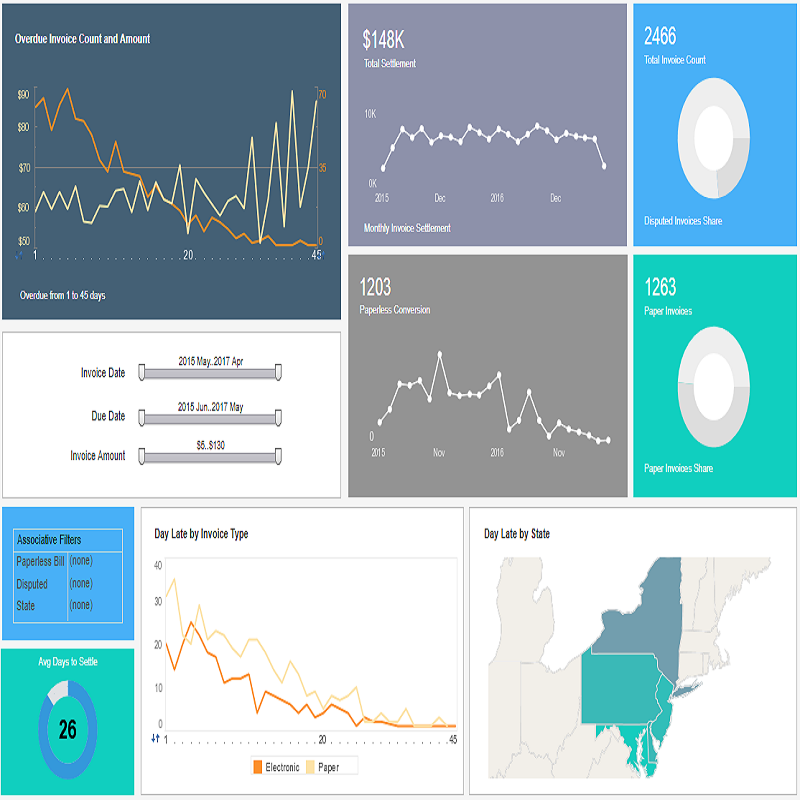 Overdue Invoice Count and Amount
$90
$80
$70
$60
$50
70
35
0
1
20
45
Overdue from 1 to 45 days
$148K
Total Settlement
10K
0K
2015
Dec
2016
Dec
Monthly Invoice Settlement
2466
Total Invoice Count
Disputed Invoices Share
1203
Paperless Conversion
0
2015
Nov
2016
Nov
1263
Paper Invoices
Paper Invoices Share
Invoice Date
2015 May..2017 Apr
Due Date
2015 Jun..2017 May
Invoice Amount
$6..$130
Associative Filters
Paperless Bill (none)
Disputed (none)
State (none)
Avg Days to Settle
26
Day Late by Invoice Type
40
30
20
10
0
1
20
45
Electronic Paper
Day Late by State